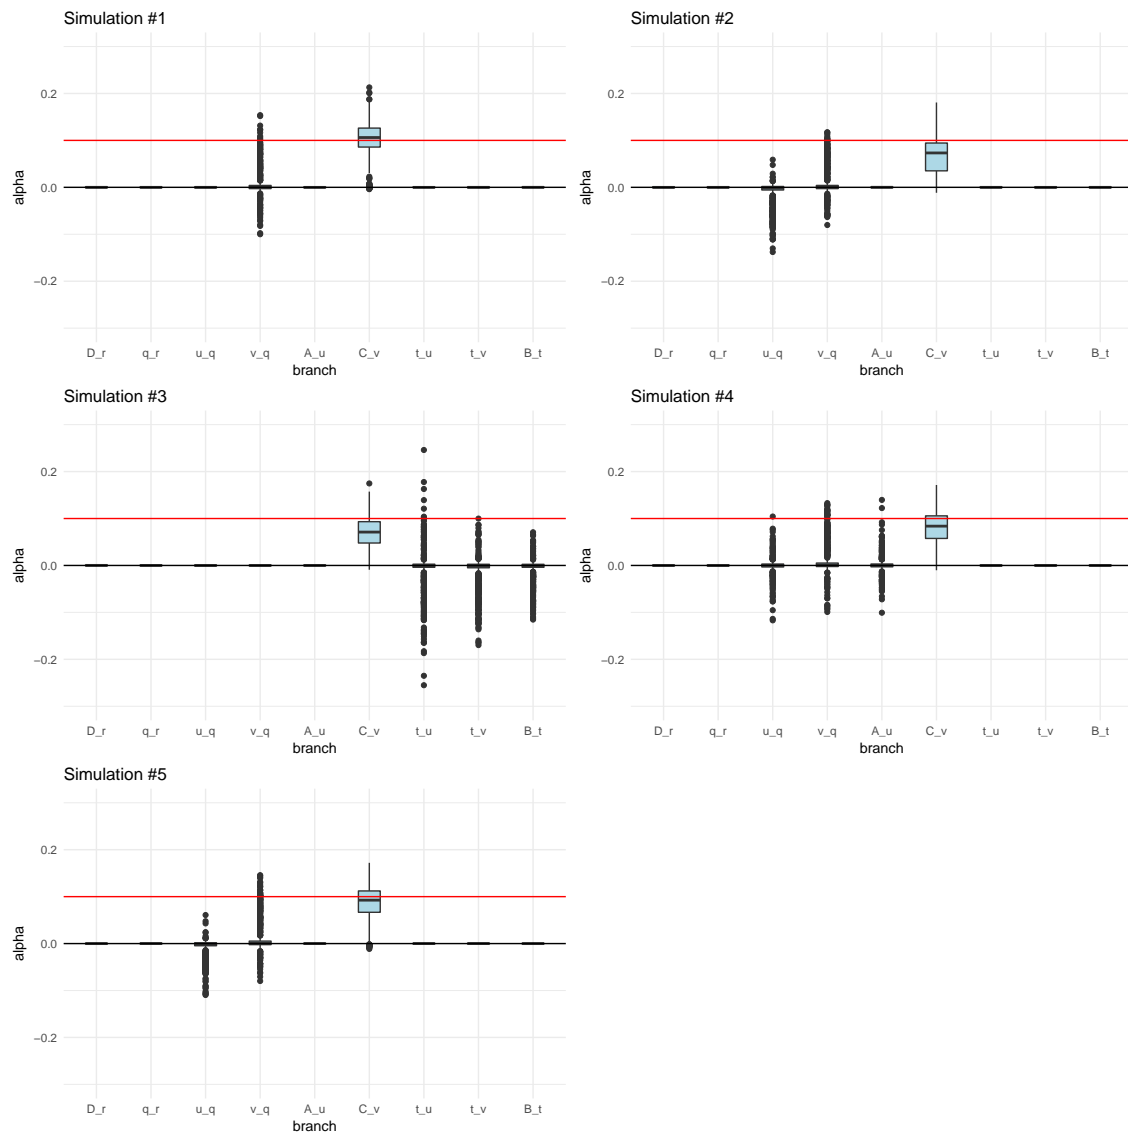 Simulation #1
alpha
0.2
0.0
−0.2
D_r q_r u_q v_q A_u C_v t_u t_v B_t
branch
Simulation #2
alpha
0.2
0.0
−0.2
D_r q_r u_q v_q A_u C_v t_u t_v B_t
branch
Simulation #3
alpha
0.2
0.0
−0.2
D_r q_r u_q v_q A_u C_v t_u t_v B_t
branch
Simulation #4
alpha
0.2
0.0
−0.2
D_r q_r u_q v_q A_u C_v t_u t_v B_t
branch
Simulation #5
alpha
0.2
0.0
−0.2
D_r q_r u_q v_q A_u C_v t_u t_v B_t
branch